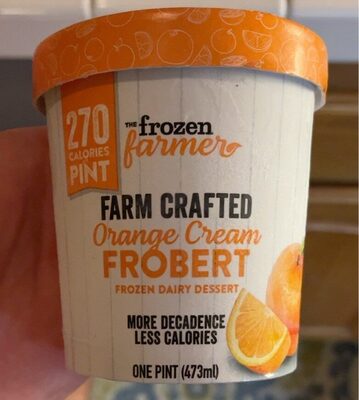 270
CALORIES
PINT
THE frozen
farmer
FARM CRAFTED
Orange Cream
FROBERT
FROZEN DAIRY DESSERT
MORE DECADENCE
LESS CALORIES
ONE PINT (473ml)